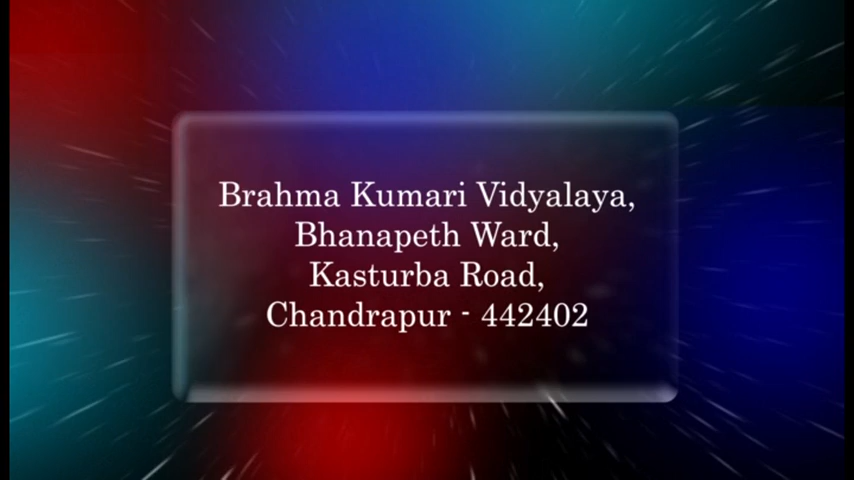 Brahma Kumari Vidyalaya,
Bhanapeth Ward,
Kasturba Road,
Chandrapur - 442402